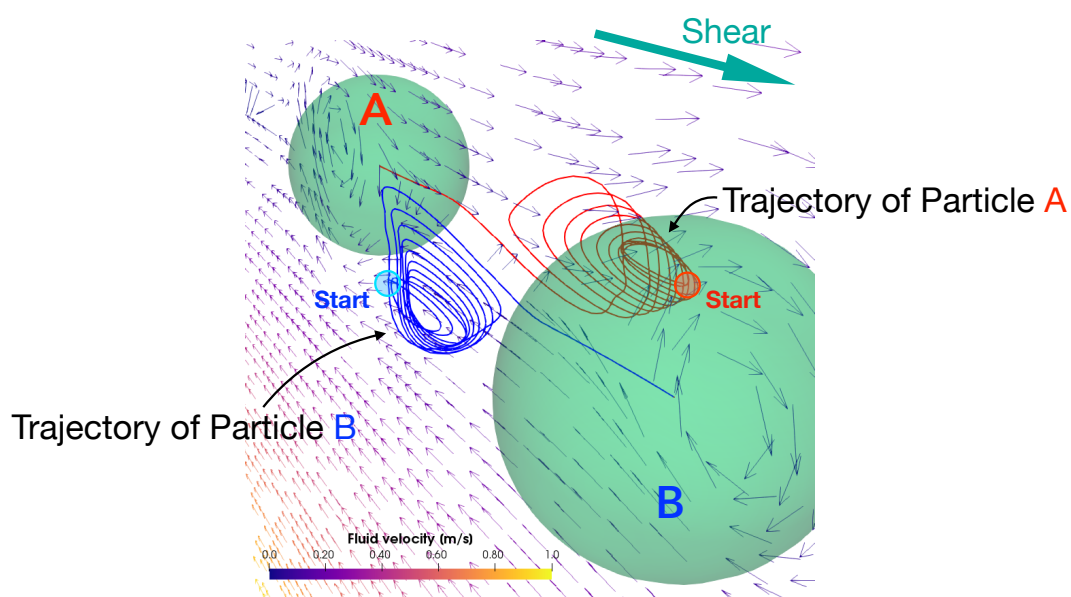 Shear
A
Trajectory of Particle A
Start
Start
Trajectory of Particle B
B
Fluid velocity (m/s)
0.0 0.20 0.40 0.60 0.80 1.0